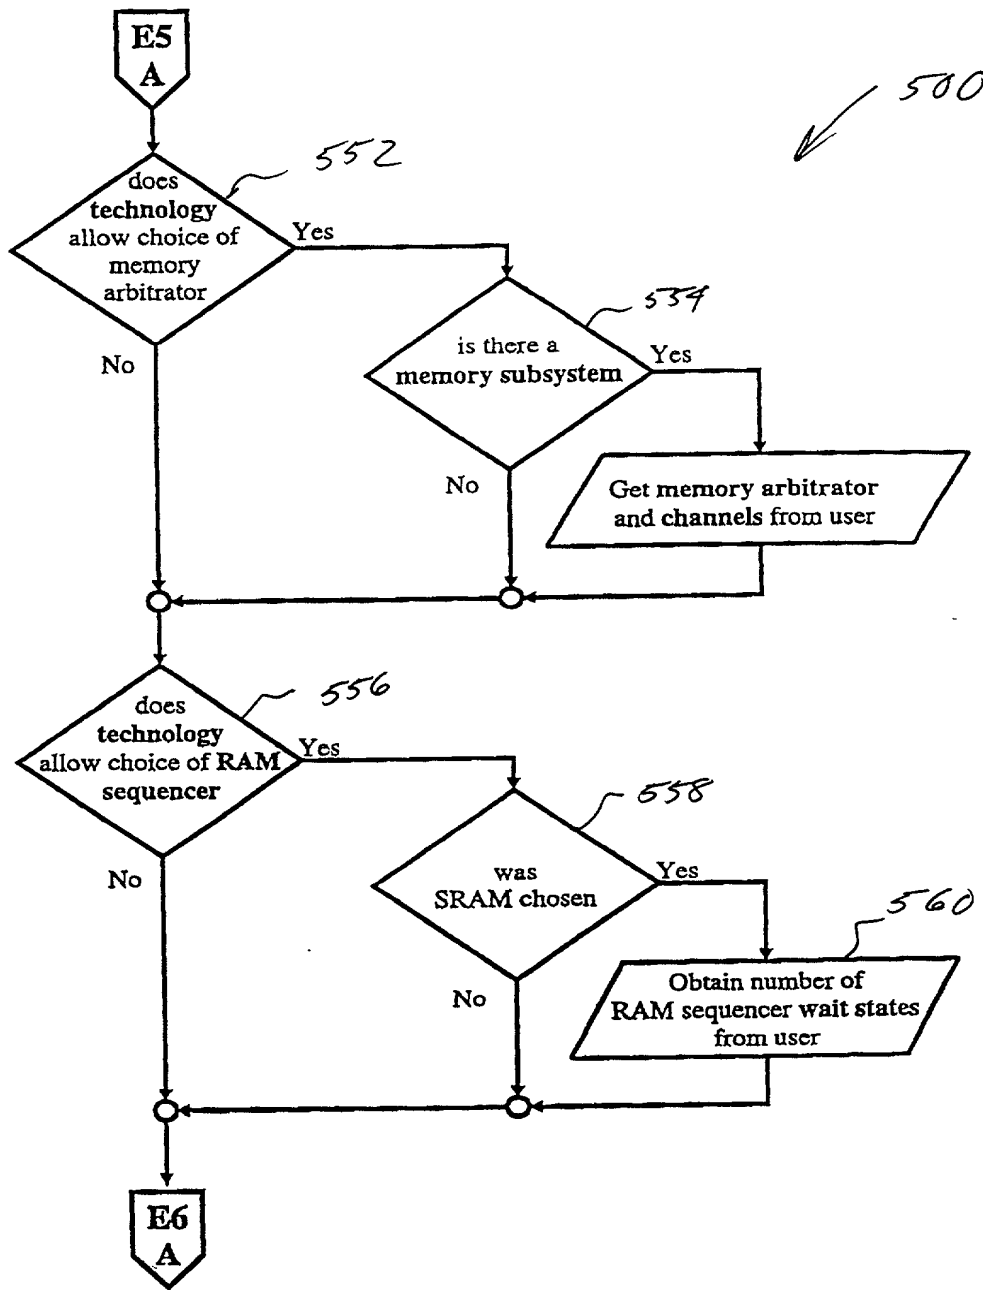 E5
A
500
552
does
technology
allow choice of
memory
arbitrator
Yes
No
554
is there a
memory subsystem
Yes
No
Get memory arbitrator
and channels from user
556
does
technology
allow choice of RAM
sequencer
Yes
No
558
was
SRAM chosen
Yes
No
560
Obtain number of
RAM sequencer wait states
from user
E6
A